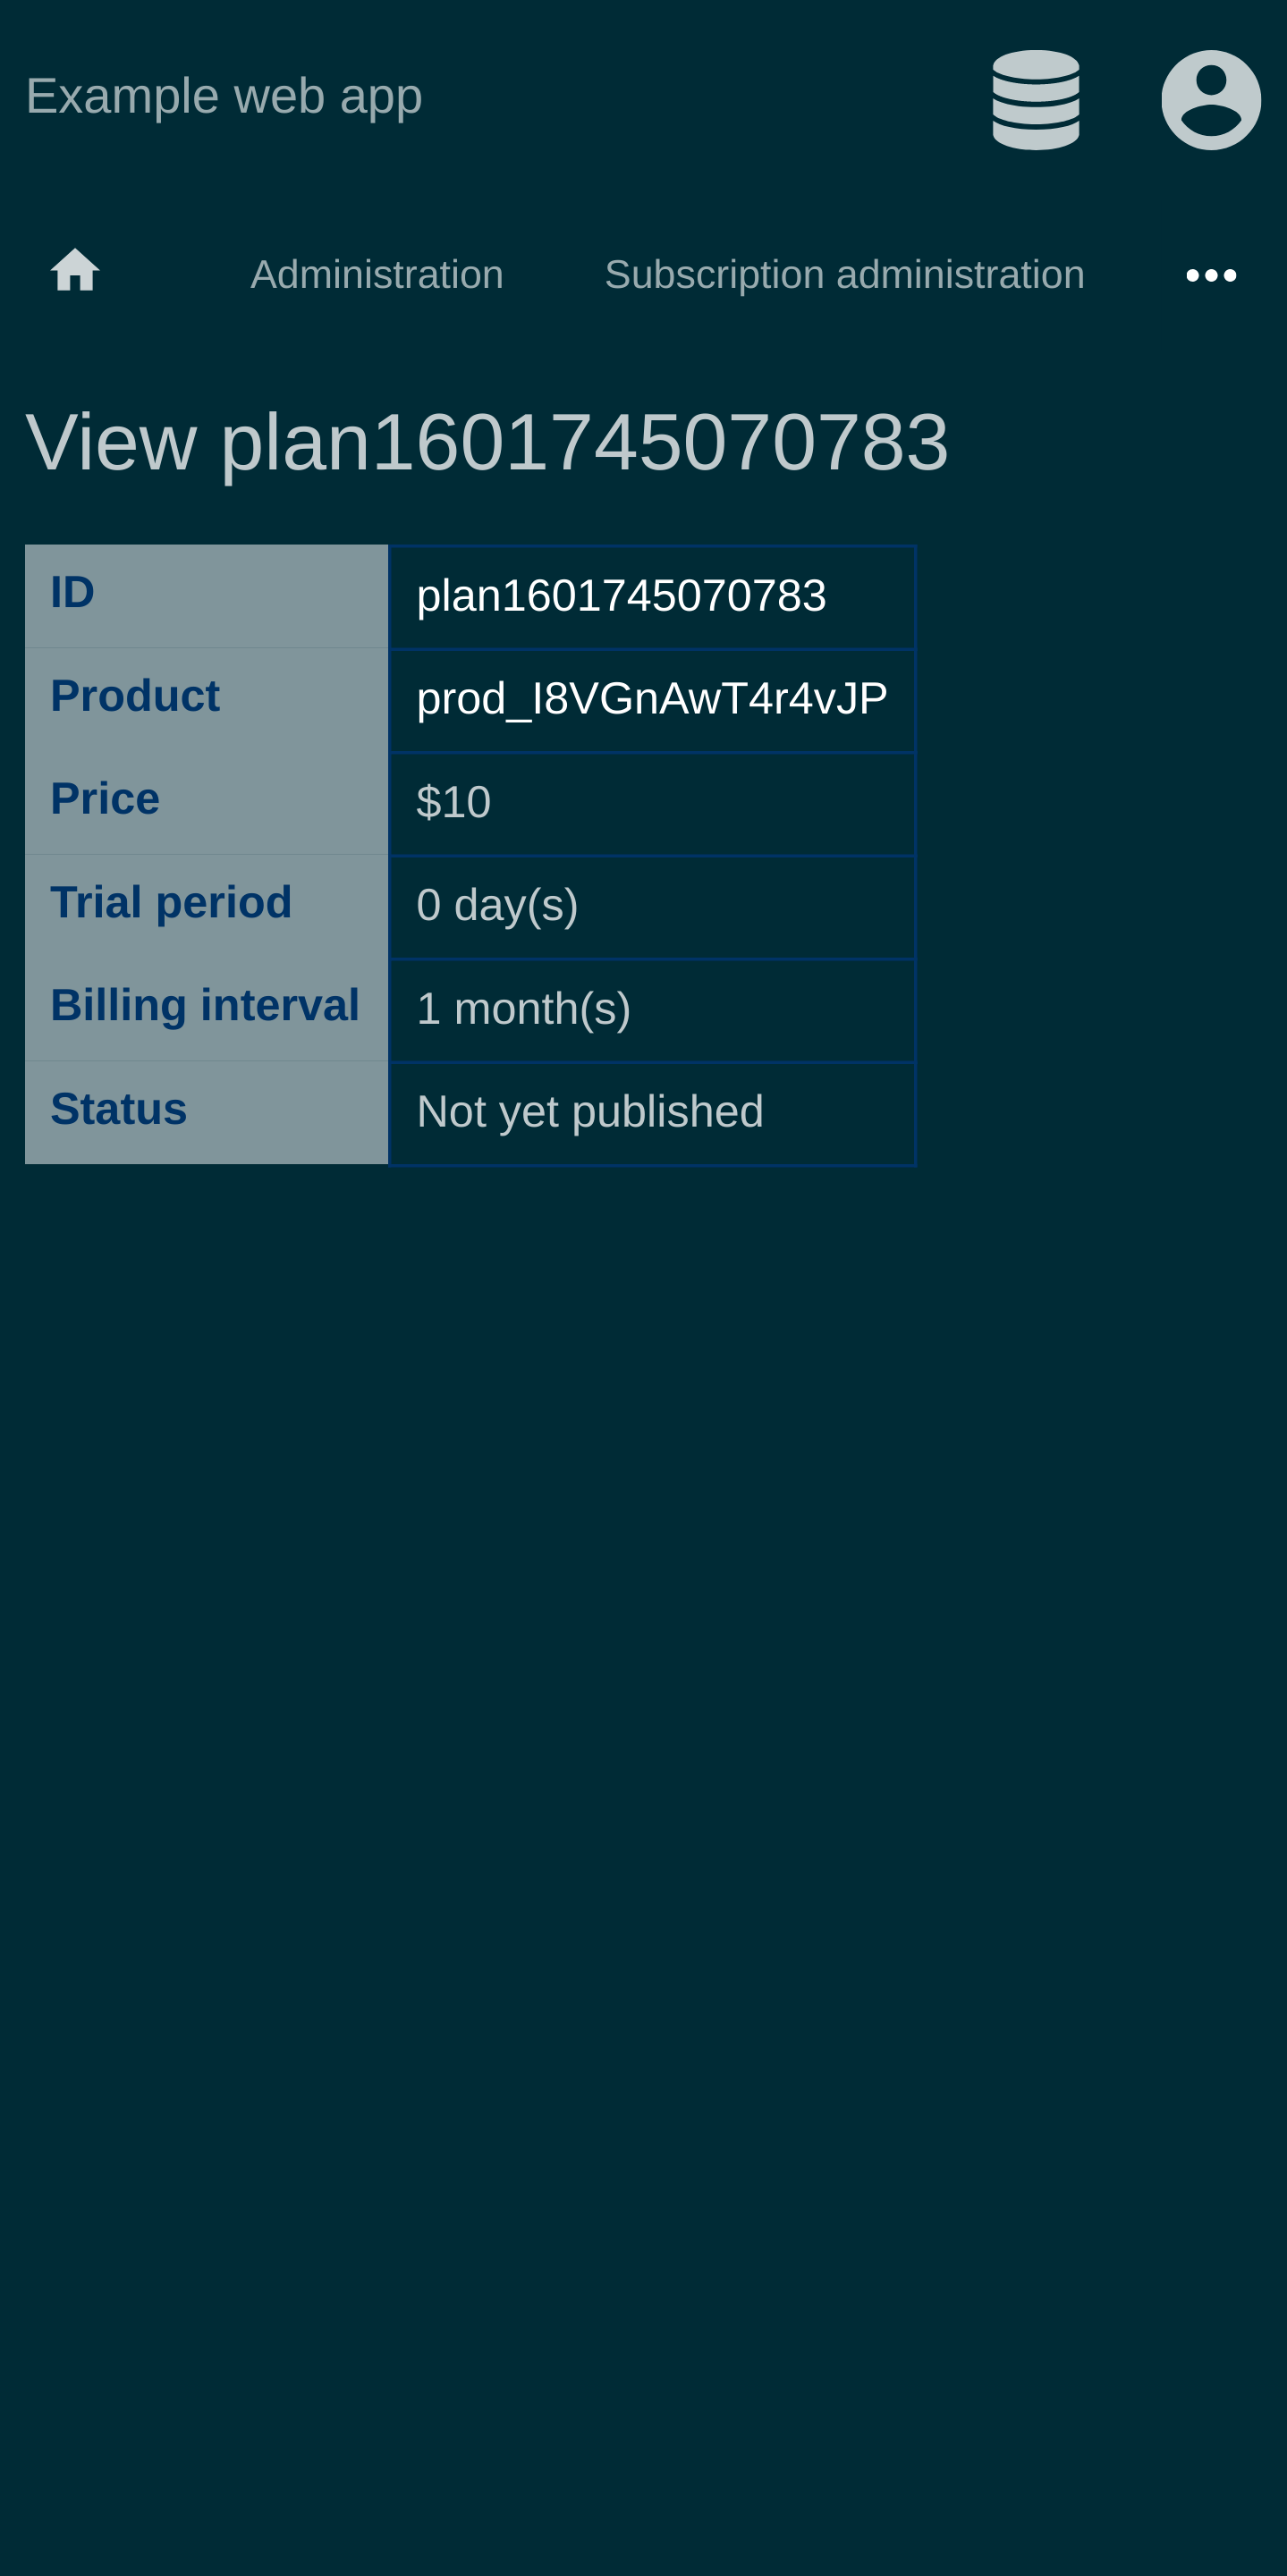 Example web app
Administration Subscription administration
View plan1601745070783
ID plan1601745070783
Product prod_I8VGnAwT4r4vJP
Price $10
Trial period 0 day(s)
Billing interval 1 month(s)
Status Not yet published